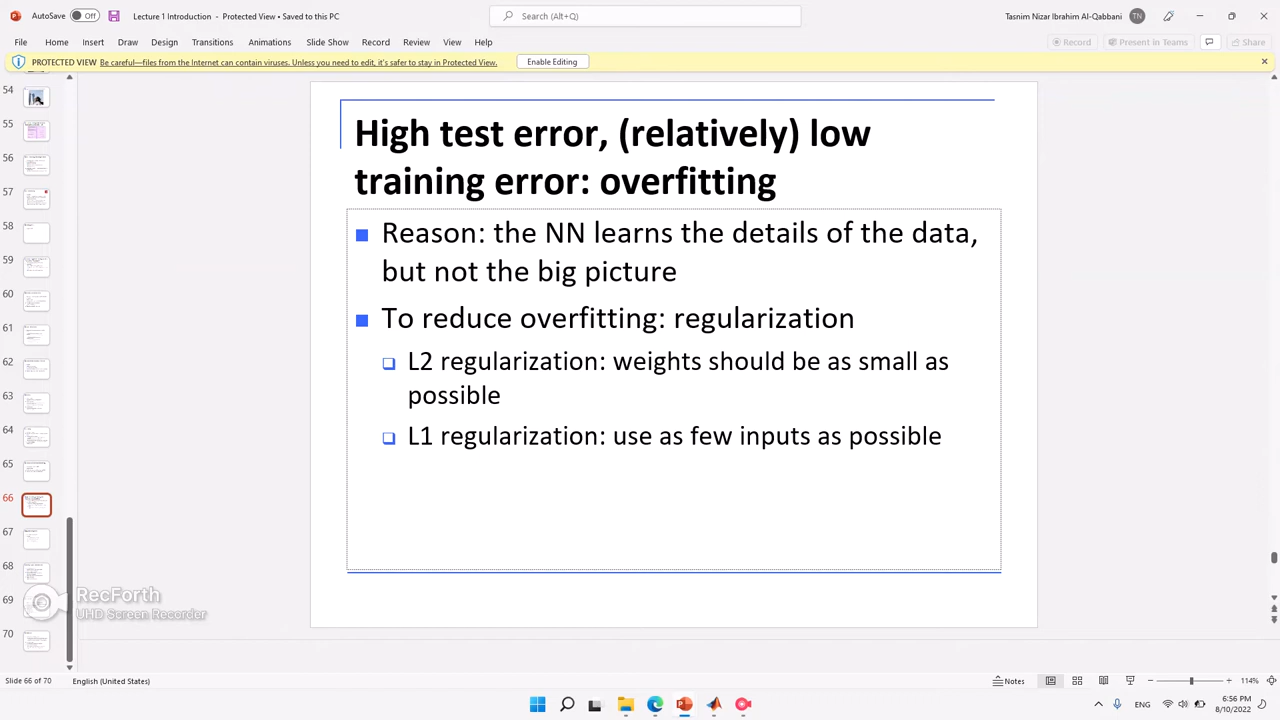 AutoSave Off Lecture 1 Introduction - Protected View • Saved to this PC Search (Alt+Q) Tasnim Nizar Ibrahim Al-Qabbani TN
File Home Insert Draw Design Transitions Animations Slide Show Record Review View Help Record Present in Teams Share
PROTECTED VIEW Be careful—files from the Internet can contain viruses. Unless you need to edit, it's safer to stay in Protected View. Enable Editing
54
55
56
57
58
59
60
61
62
63
64
65
66
67
68
69
70
High test error, (relatively) low
training error: overfitting
Reason: the NN learns the details of the data,
but not the big picture
To reduce overfitting: regularization
L2 regularization: weights should be as small as
possible
L1 regularization: use as few inputs as possible
RecForth
UHD Screen Recorder
Slide 66 of 70 English (United States) Notes 114%
ENG 6:58 PM
8/10/2022